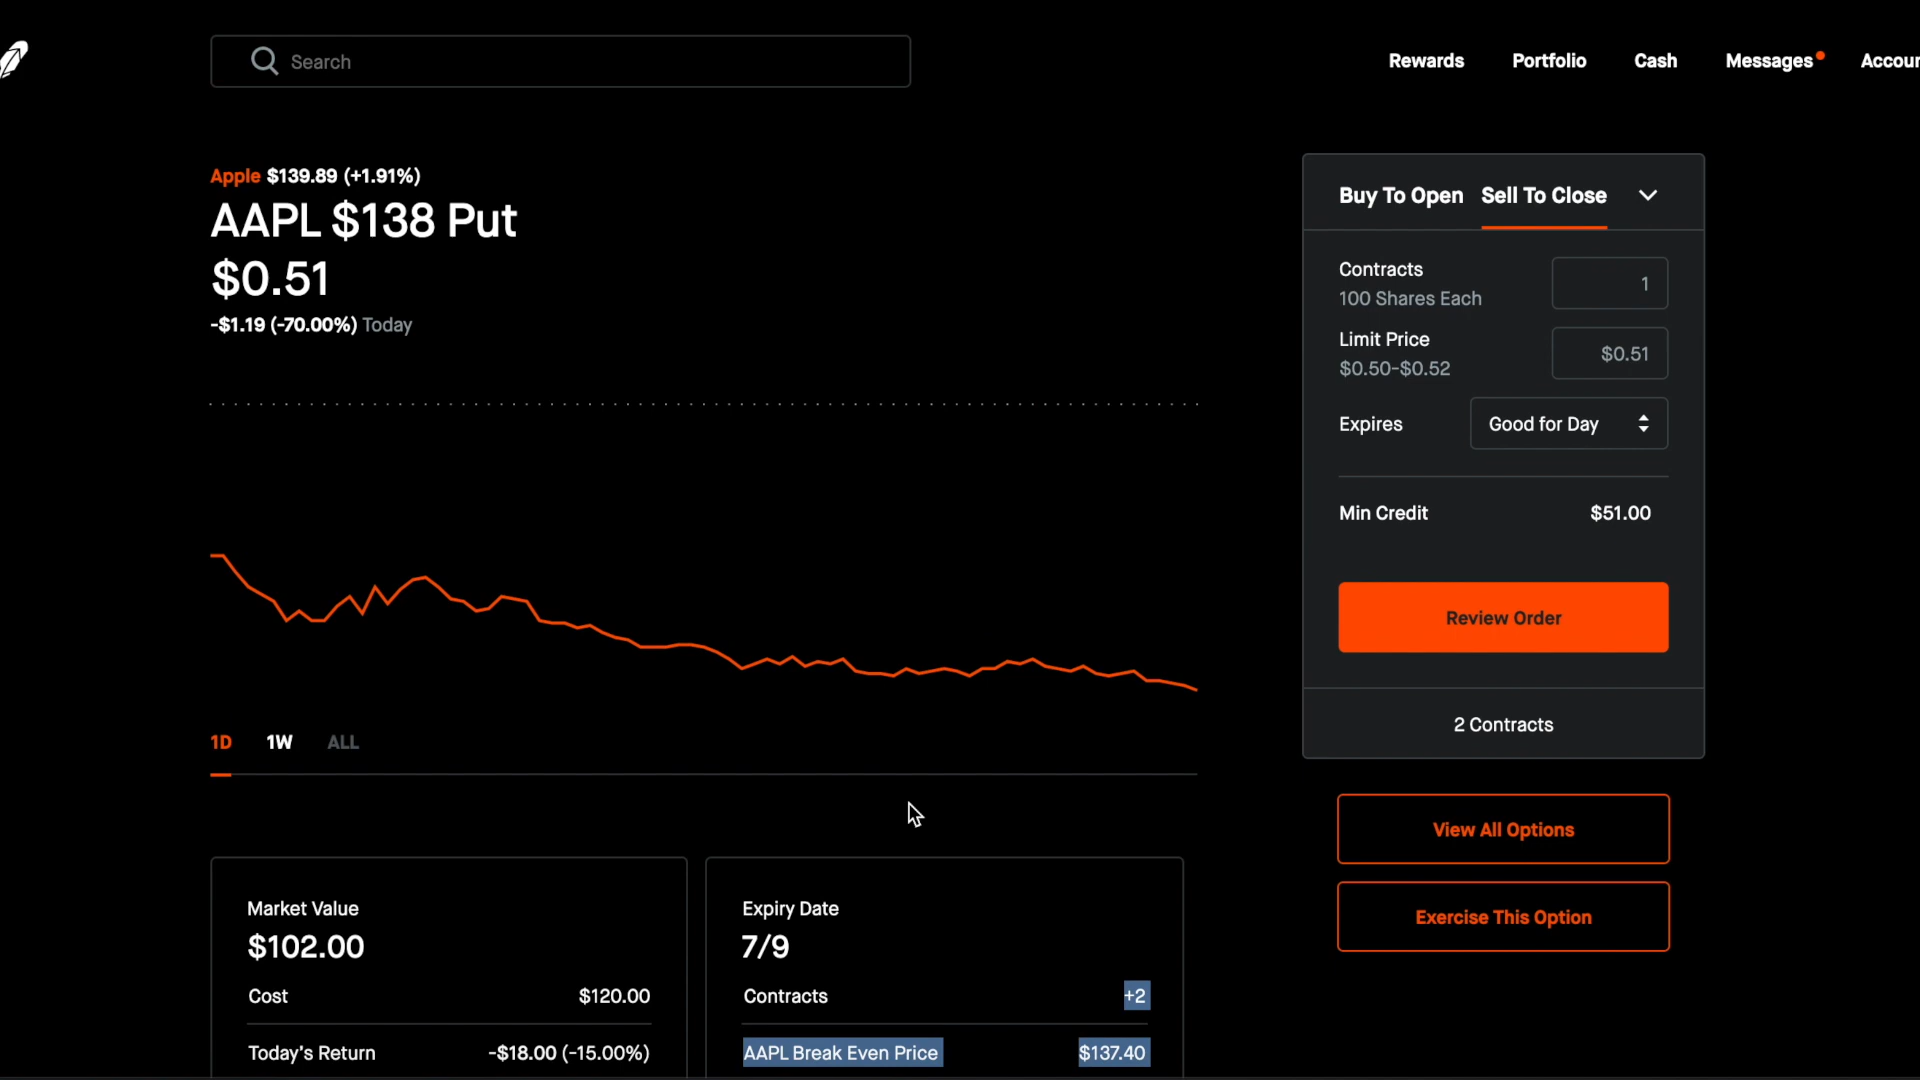 Search
Rewards
Portfolio
Cash
Messages
Accoun
Apple $139.89 (+1.91%)
AAPL $138 Put
$0.51
-$1.19 (-70.00%) Today
1D
1W
ALL
Market Value
$102.00
Cost $120.00
Today's Return -$18.00 (-15.00%)
Expiry Date
7/9
Contracts +2
AAPL Break Even Price $137.40
Buy To Open Sell To Close
Contracts 1
100 Shares Each
Limit Price $0.51
$0.50-$0.52
Expires Good for Day
Min Credit $51.00
Review Order
2 Contracts
View All Options
Exercise This Option